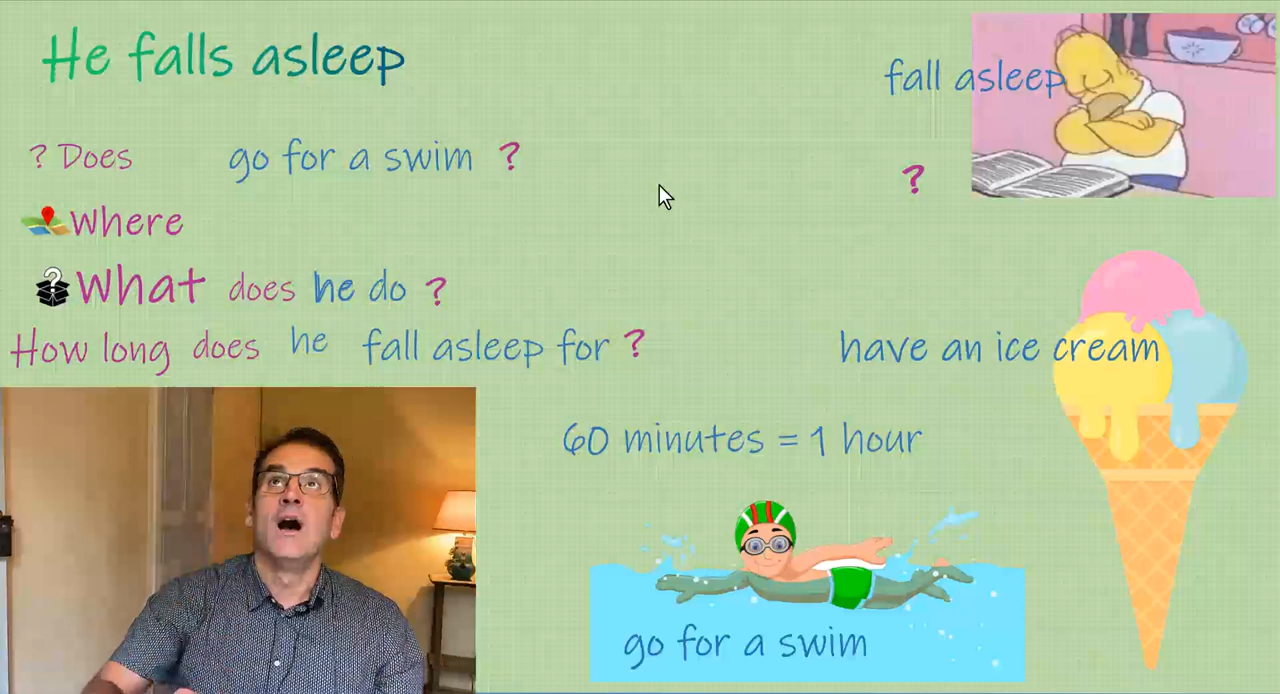 He falls asleep
fall asleep
? Does go for a swim ?
?
Where
? What does he do ?
How long does he fall asleep for ?
have an ice cream
60 minutes = 1 hour
go for a swim